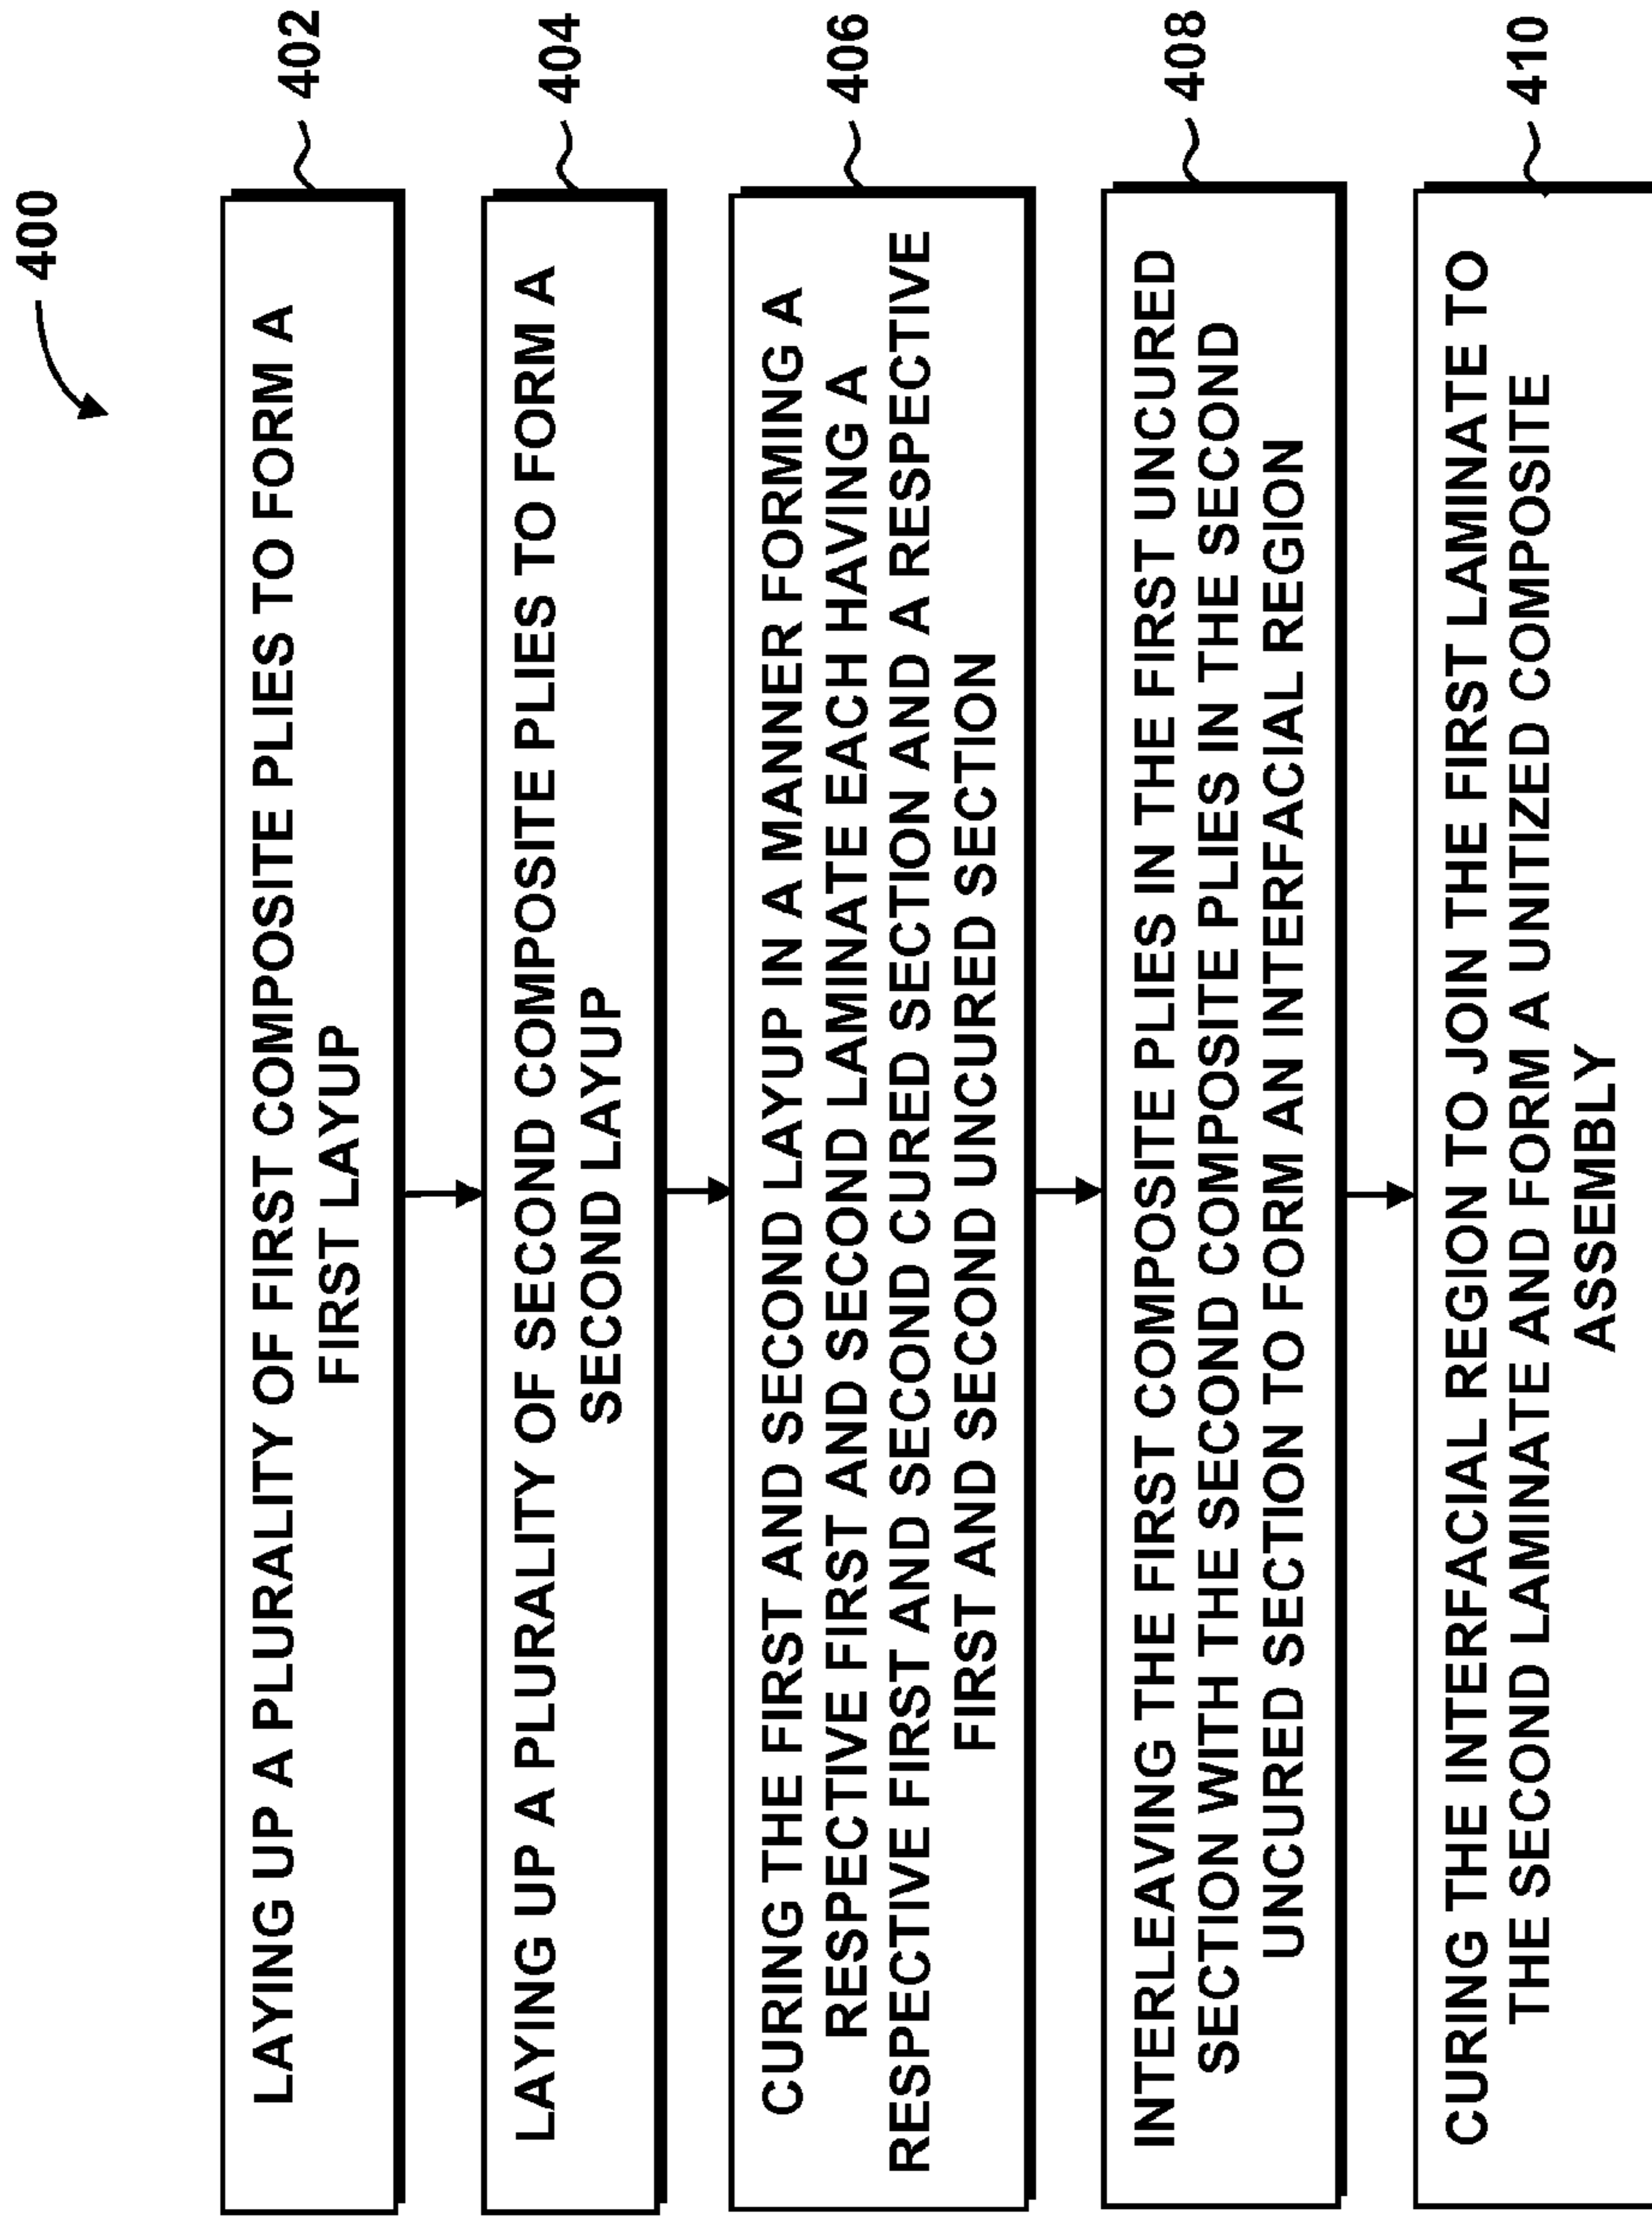 400
LAYING UP A PLURALITY OF FIRST COMPOSITE PLIES TO FORM A
FIRST LAYUP
402
LAYING UP A PLURALITY OF SECOND COMPOSITE PLIES TO FORM A
SECOND LAYUP
404
CURING THE FIRST AND SECOND LAYUP IN A MANNER FORMING A
RESPECTIVE FIRST AND SECOND LAMINATE EACH HAVING A
RESPECTIVE FIRST AND SECOND CURED SECTION AND A RESPECTIVE
FIRST AND SECOND UNCURED SECTION
406
INTERLEAVING THE FIRST COMPOSITE PLIES IN THE FIRST UNCURED
SECTION WITH THE SECOND COMPOSITE PLIES IN THE SECOND
UNCURED SECTION TO FORM AN INTERFACIAL REGION
408
CURING THE INTERFACIAL REGION TO JOIN THE FIRST LAMINATE TO
THE SECOND LAMINATE AND FORM A UNITIZED COMPOSITE
ASSEMBLY
410